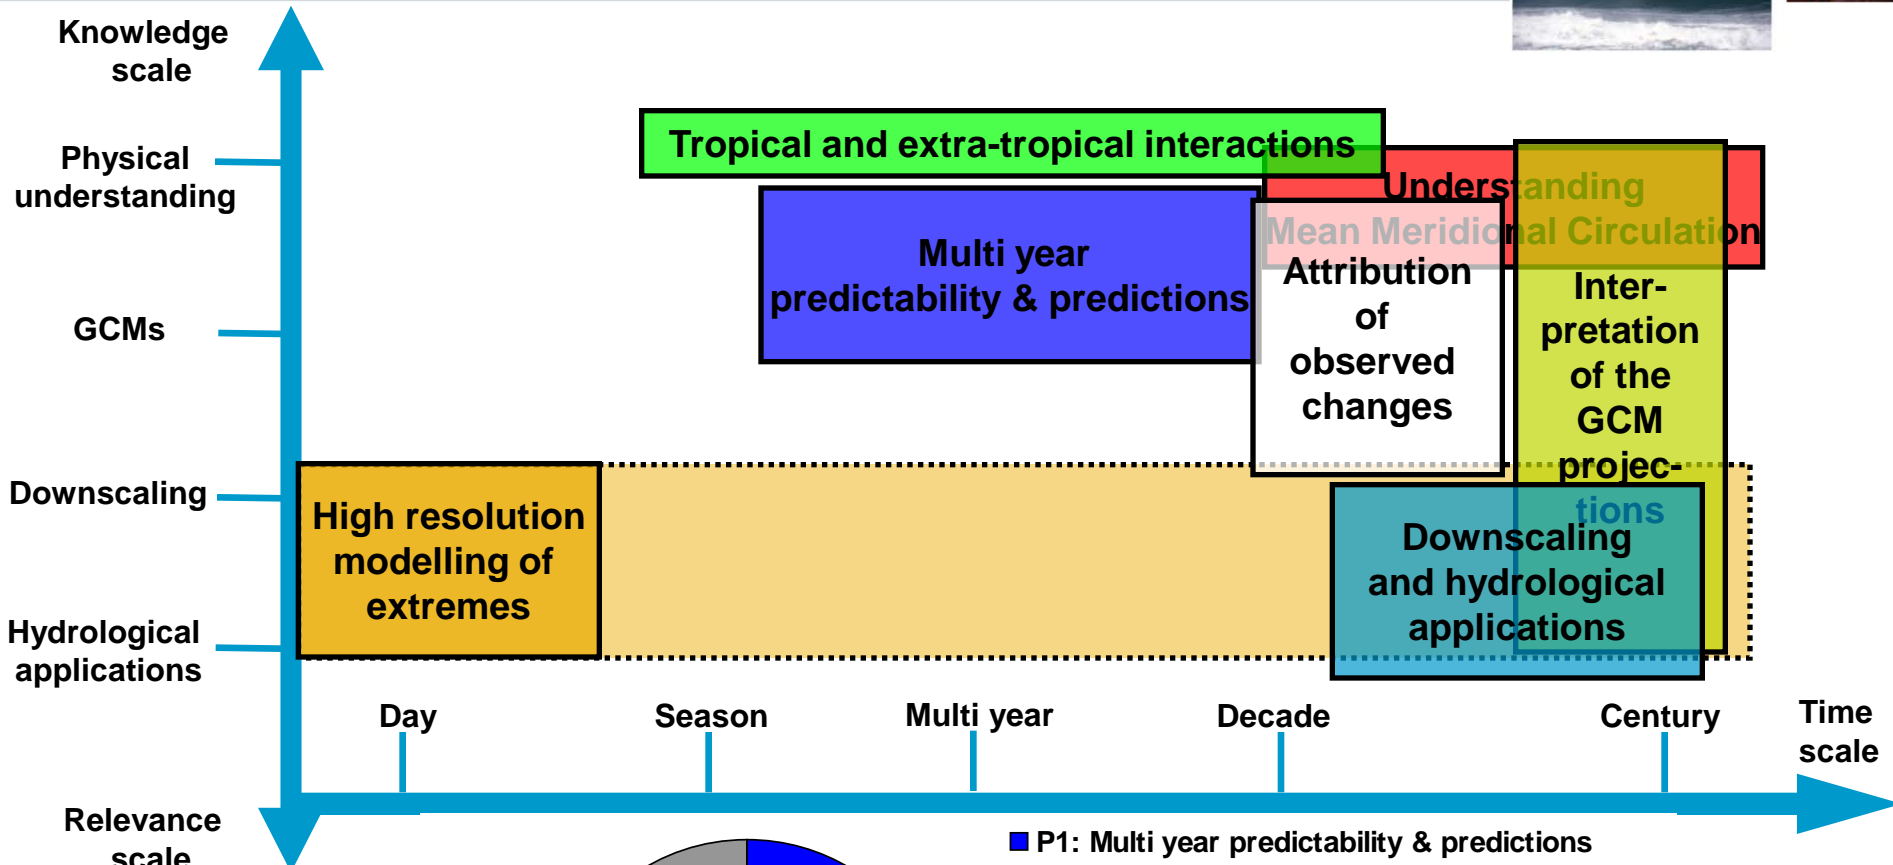 Knowledge
scale
Physical
understanding
GCMs
Downscaling
Hydrological
applications
Relevance
scale
Tropical and extra-tropical interactions
Understanding
Mean Meridional Circulation
Multi year
predictability & predictions
Attribution
of
observed
changes
Inter-
pretation
of the
GCM
projec-
tions
High resolution
modelling of
extremes
Downscaling
and hydrological
applications
Day
Season
Multi year
Decade
Century
Time
scale
P1: Multi year predictability & predictions